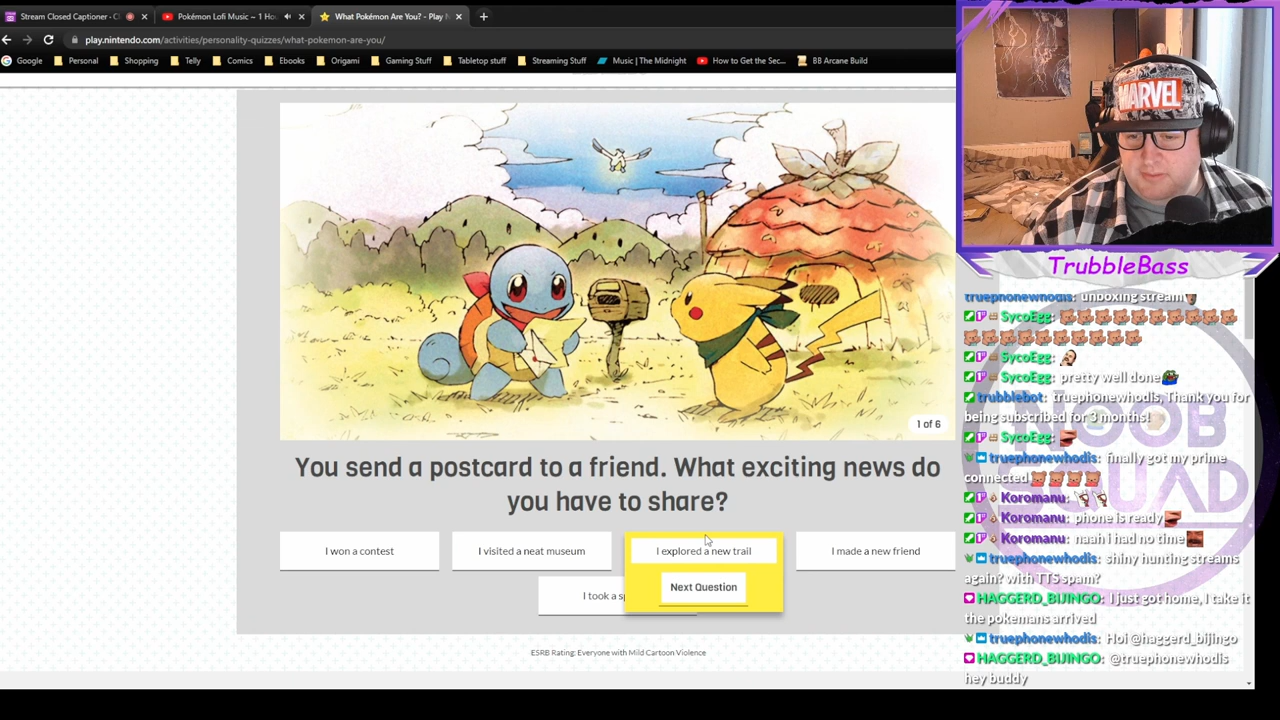 Stream Closed Captioner - C
Pokémon Lofi Music ~ 1 Hou
What Pokémon Are You? - Play
play.nintendo.com/activities/personality-quizzes/what-pokemon-are-you/
Google
Personal
Shopping
Telly
Comics
Ebooks
Origami
Gaming Stuff
Tabletop stuff
Streaming Stuff
Music | The Midnight
How to Get the Sec...
BB Arcane Build
MARVEL
TrubbleBass
1 of 6
You send a postcard to a friend. What exciting news do
you have to share?
I won a contest
I visited a neat museum
I explored a new trail
I made a new friend
Next Question
I took a sp
ESRB Rating: Everyone with Mild Cartoon Violence
truephonewhodis: unboxing stream
SycoEgg:
SycoEgg:
SycoEgg: pretty well done
trubblebot: truephonewhodis, Thank you for
being subscribed for 3 months!
SycoEgg:
truephonewhodis: finally got my prime
connected
Koromanu:
Koromanu: phone is ready
Koromanu: naah i had no time
truephonewhodis: shiny hunting streams
again? with TTS spam?
HAGGERD_BIJINGO: I just got home, I take it
the pokemans arrived
truephonewhodis: Hoi @haggerd_bijingo
HAGGERD_BIJINGO: @truephonewhodis
hey buddy
NOOB
SQUAD